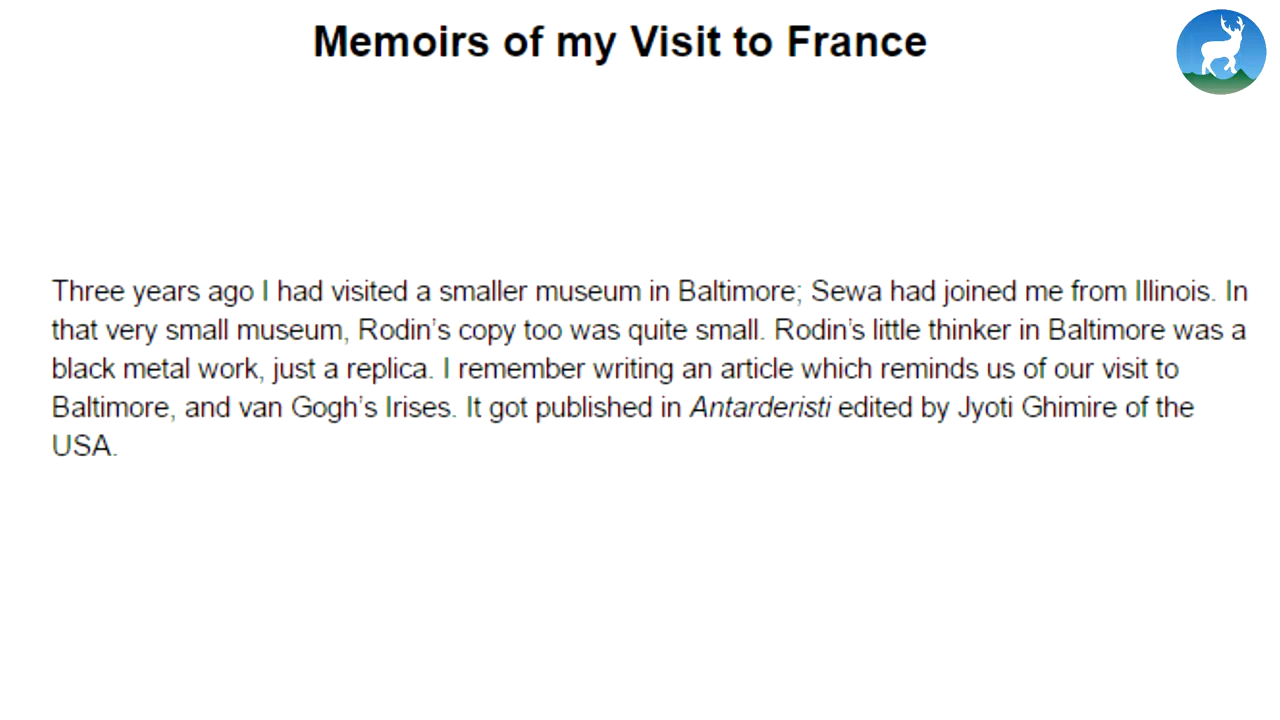 Memoirs of my Visit to France
Three years ago I had visited a smaller museum in Baltimore; Sewa had joined me from Illinois. In
that very small museum, Rodin’s copy too was quite small. Rodin’s little thinker in Baltimore was a
black metal work, just a replica. I remember writing an article which reminds us of our visit to
Baltimore, and van Gogh’s Irises. It got published in Antarderisti edited by Jyoti Ghimire of the
USA.